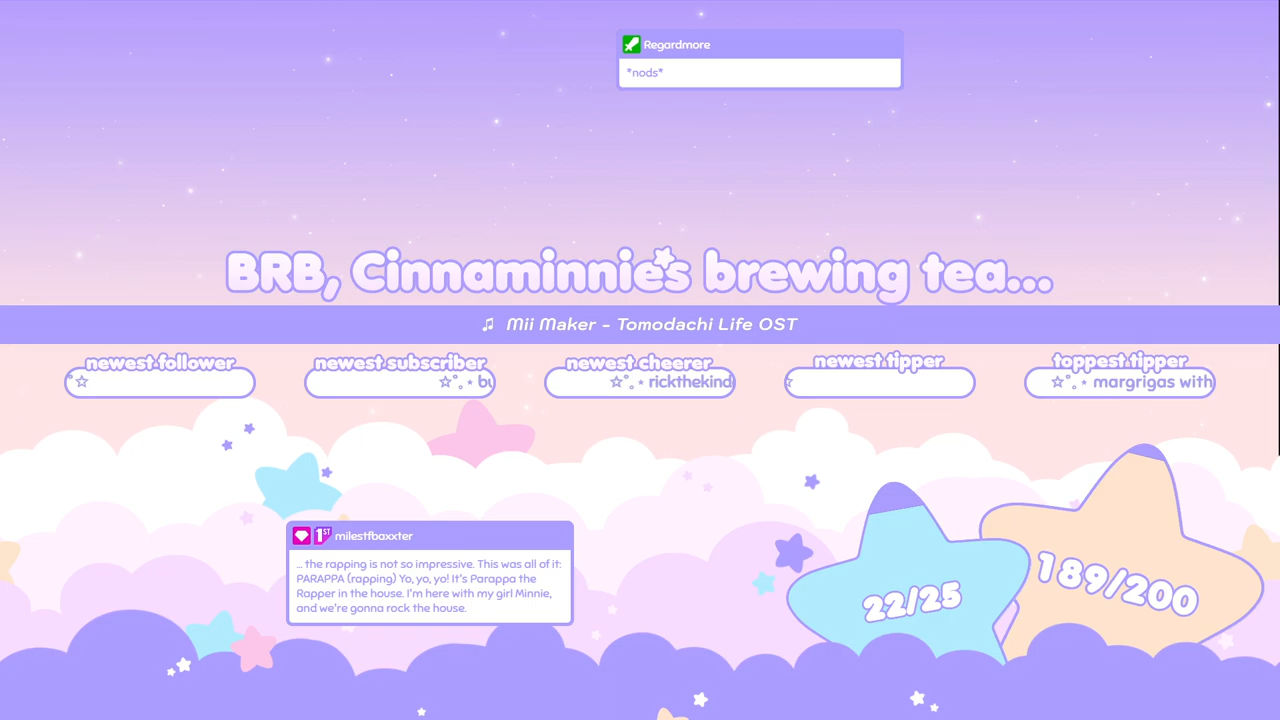 Regardmore
*nods*
BRB, Cinnaminnie's brewing tea...
♫ Mii Maker - Tomodachi Life OST
newest follower
newest subscriber
newest cheerer
newest tipper
toppest tipper
°☆
☆°。⋆ bu
☆°。⋆ rickthekind
☆
☆°。⋆ margrigas with
1ST milestfbaxxter
... the rapping is not so impressive. This was all of it:
PARAPPA (rapping) Yo, yo, yo! It's Parappa the
Rapper in the house. I'm here with my girl Minnie,
and we're gonna rock the house.
22/25
189/200